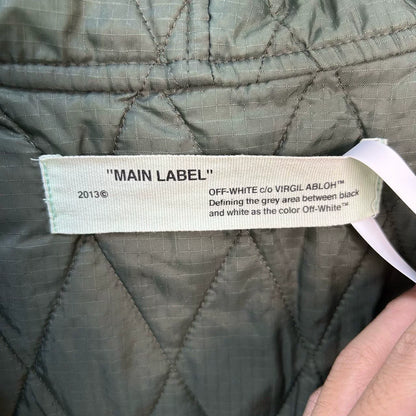 "MAIN LABEL"
2013©
OFF-WHITE c/o VIRGIL ABLOH™
Defining the grey area between black
and white as the color Off-White™